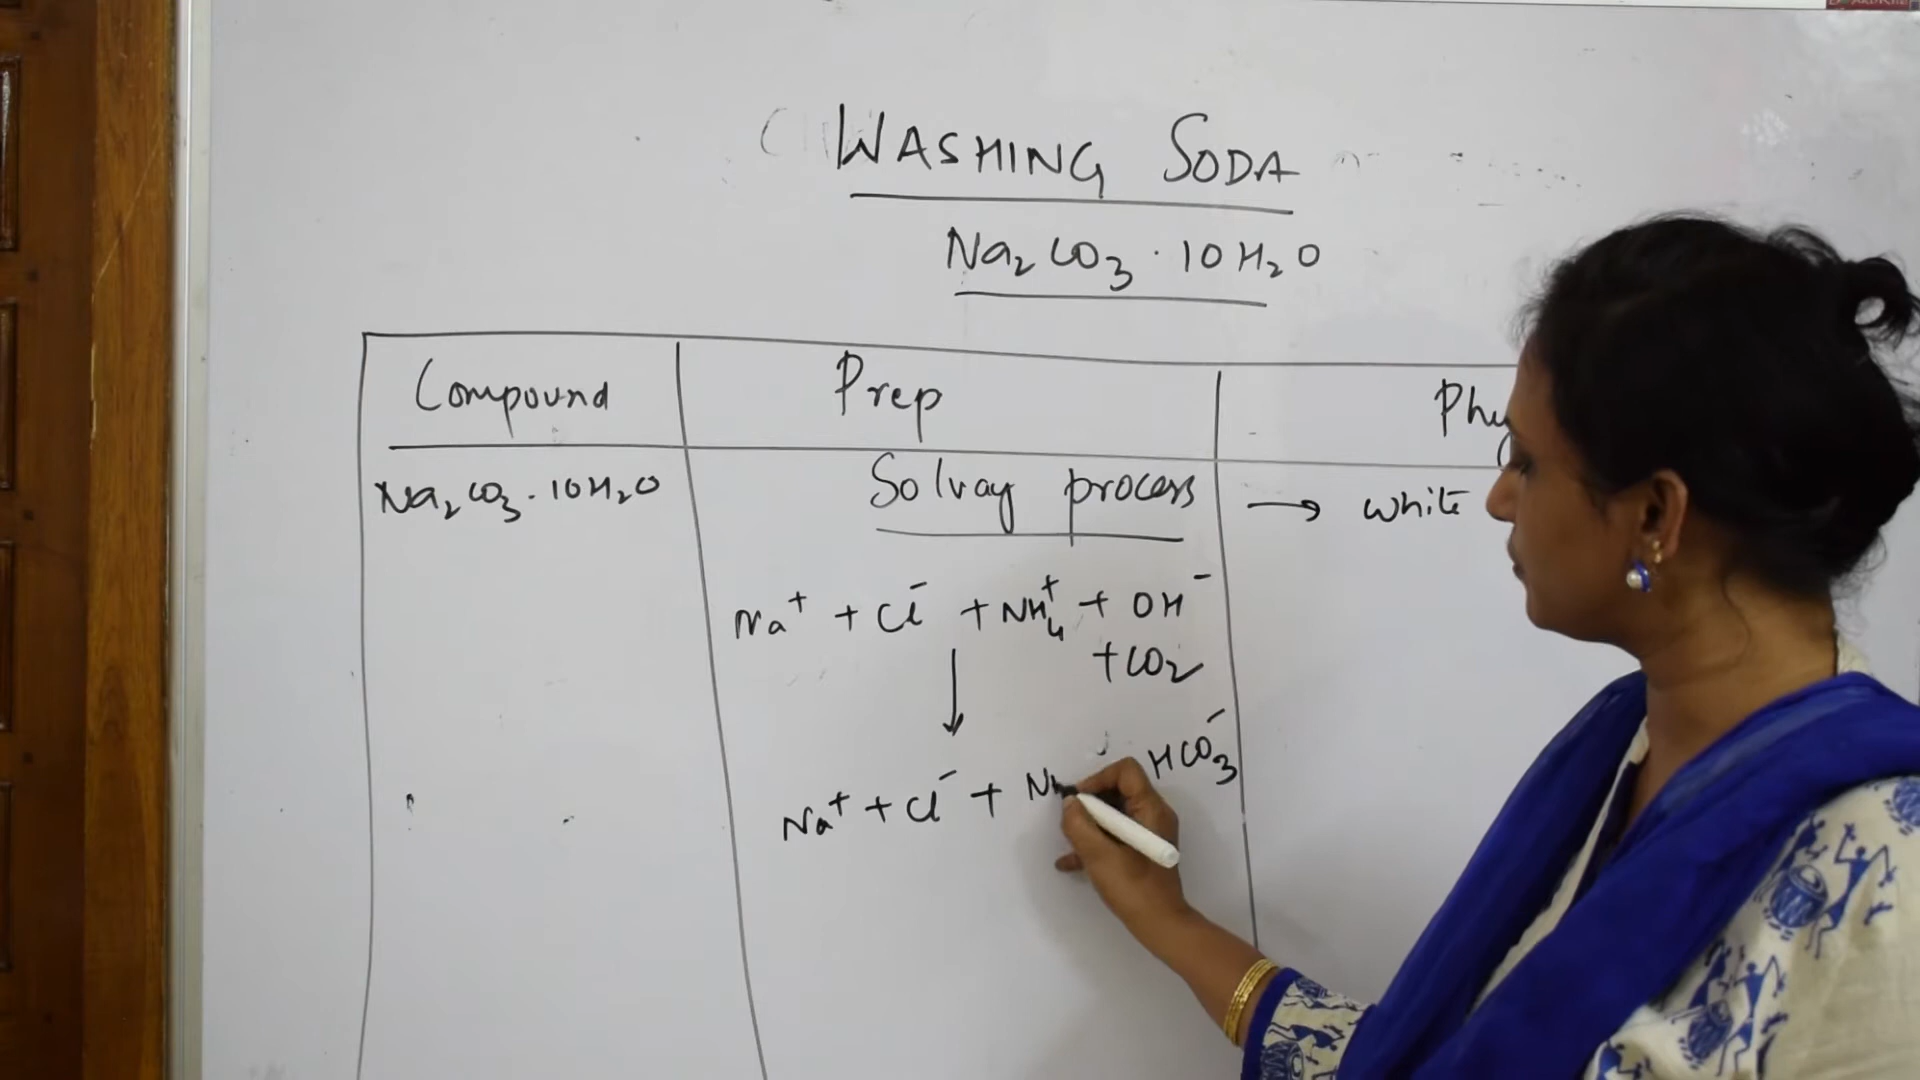 WASHING SODA
Na₂CO₃ · 10H₂O
Compound Prep Phy
Na₂CO₃ · 10H₂O Solvay process → white
Na⁺ + Cl⁻ + NH₄⁺ + OH⁻
+ CO₂
↓
HCO₃⁻
Na⁺ + Cl⁻ + NH